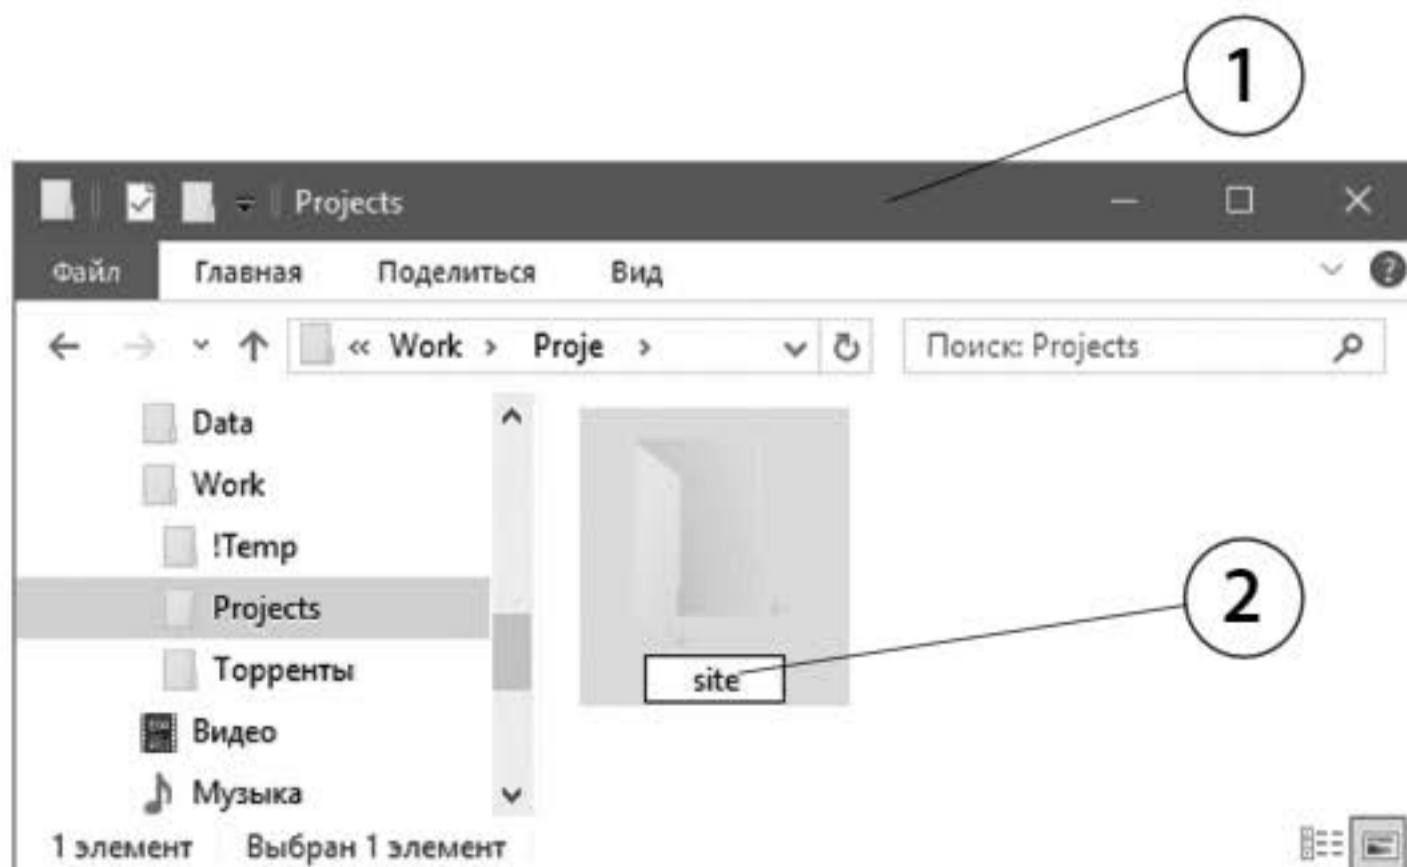 1
Projects
Файл Главная Поделиться Вид
« Work › Proje › Поиск: Projects
Data
Work
!Temp
Projects
2
Торренты
site
Видео
Музыка
1 элемент Выбран 1 элемент